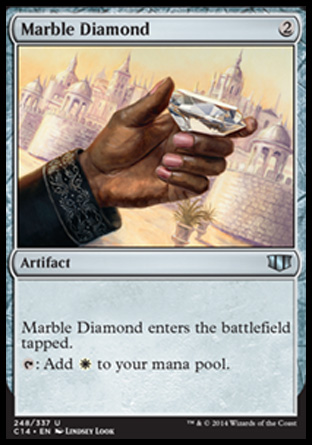 Marble Diamond 2
Artifact
Marble Diamond enters the battlefield
tapped.
: Add to your mana pool.
248/337 U
C14 • EN LINDSEY LOOK ™ & © 2014 Wizards of the Coast